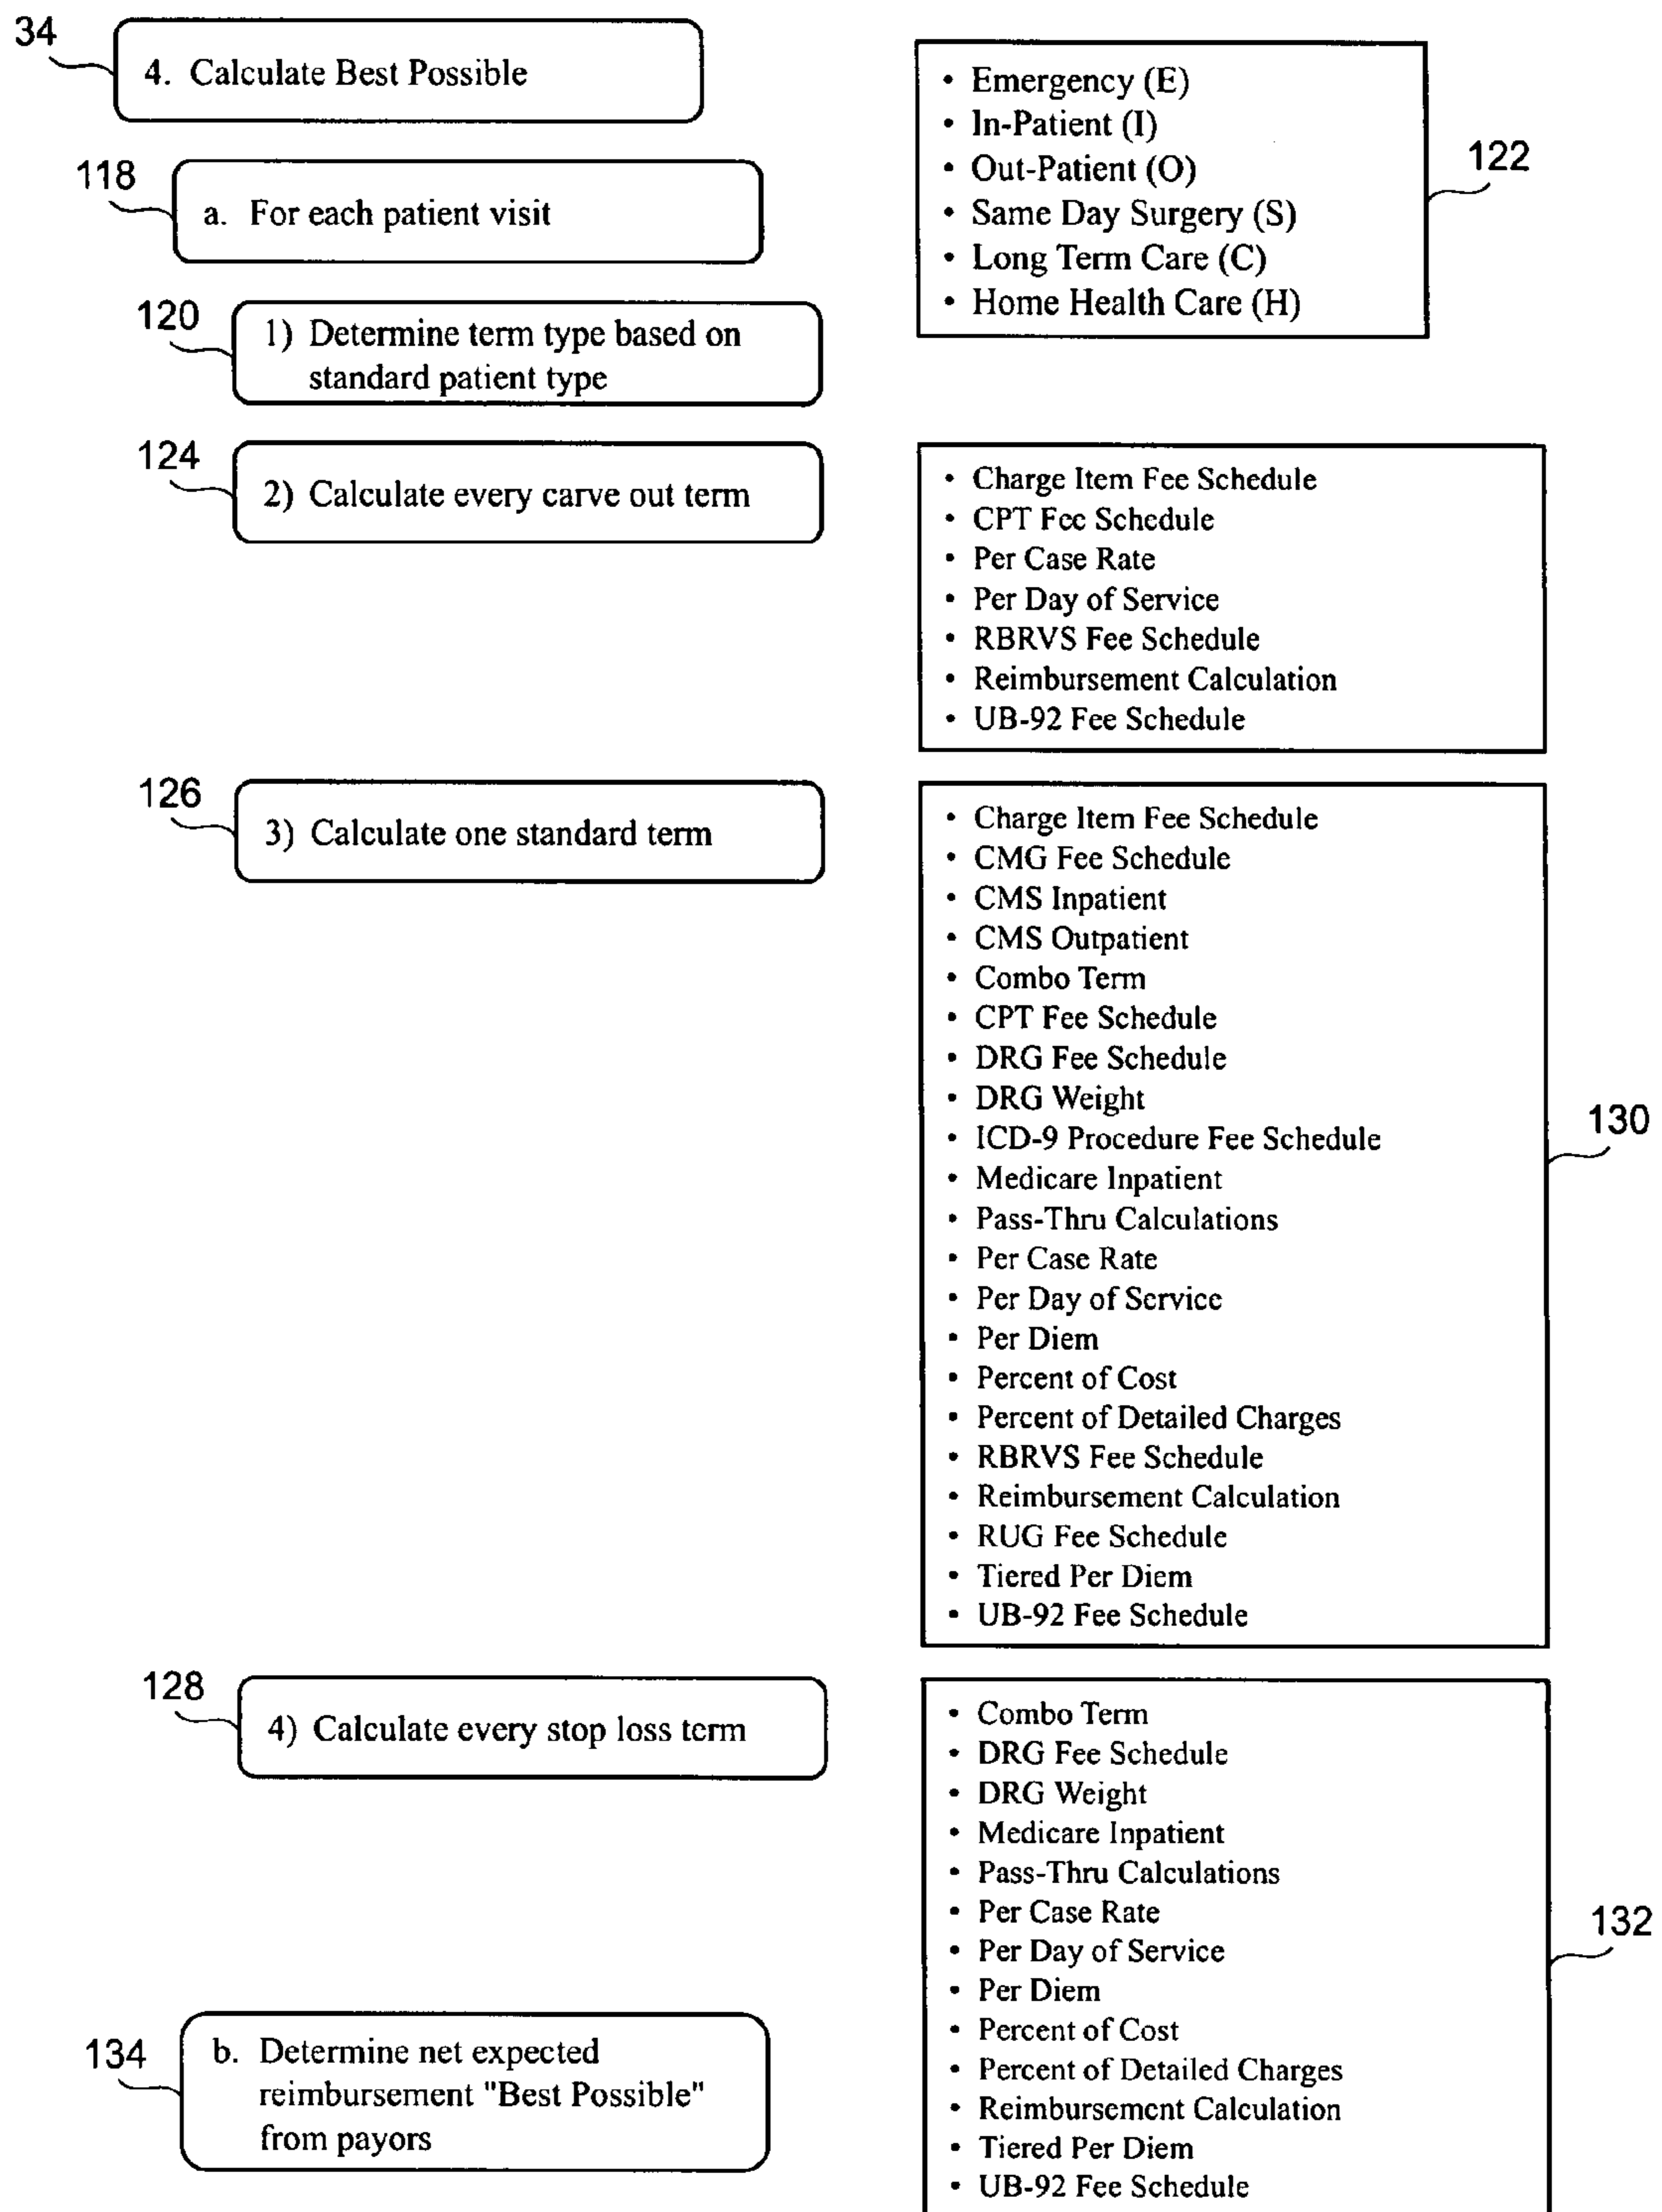 34
4. Calculate Best Possible
118
a. For each patient visit
120
1) Determine term type based on
standard patient type
• Emergency (E)
• In-Patient (I)
• Out-Patient (O)
• Same Day Surgery (S)
• Long Term Care (C)
• Home Health Care (H)
122
124
2) Calculate every carve out term
• Charge Item Fee Schedule
• CPT Fee Schedule
• Per Case Rate
• Per Day of Service
• RBRVS Fee Schedule
• Reimbursement Calculation
• UB-92 Fee Schedule
126
3) Calculate one standard term
• Charge Item Fee Schedule
• CMG Fee Schedule
• CMS Inpatient
• CMS Outpatient
• Combo Term
• CPT Fee Schedule
• DRG Fee Schedule
• DRG Weight
• ICD-9 Procedure Fee Schedule
• Medicare Inpatient
• Pass-Thru Calculations
• Per Case Rate
• Per Day of Service
• Per Diem
• Percent of Cost
• Percent of Detailed Charges
• RBRVS Fee Schedule
• Reimbursement Calculation
• RUG Fee Schedule
• Tiered Per Diem
• UB-92 Fee Schedule
130
128
4) Calculate every stop loss term
• Combo Term
• DRG Fee Schedule
• DRG Weight
• Medicare Inpatient
• Pass-Thru Calculations
• Per Case Rate
• Per Day of Service
• Per Diem
• Percent of Cost
• Percent of Detailed Charges
• Reimbursement Calculation
• Tiered Per Diem
• UB-92 Fee Schedule
132
134
b. Determine net expected
reimbursement "Best Possible"
from payors